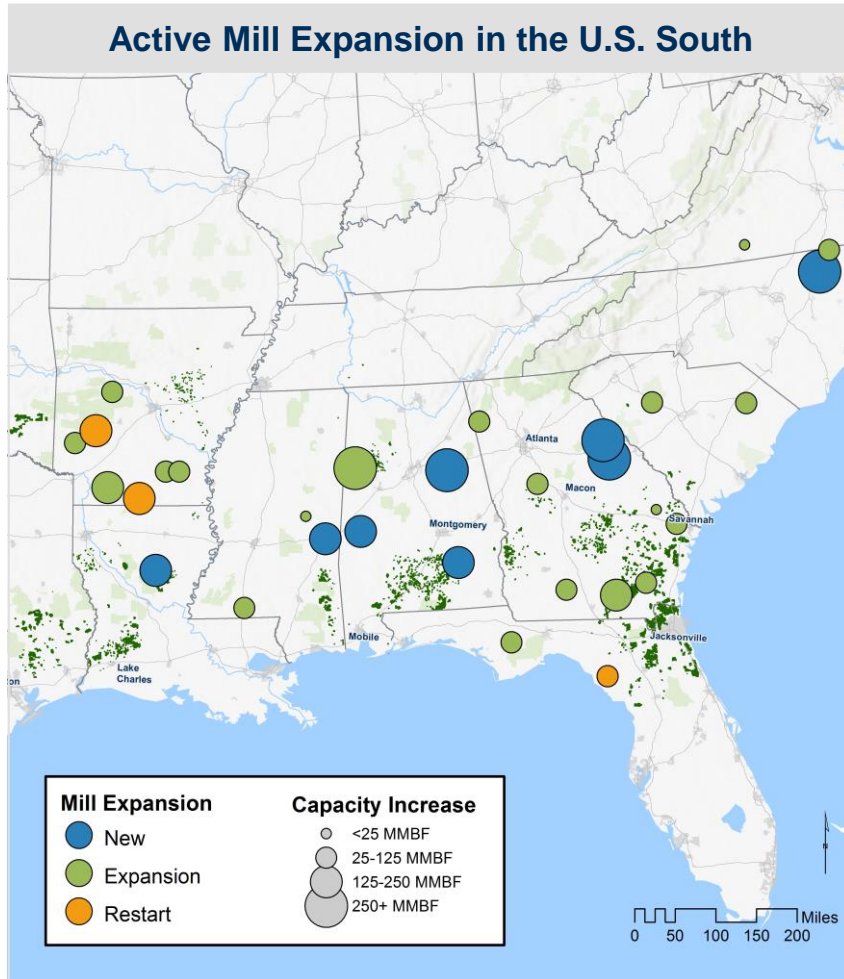 Active Mill Expansion in the U.S. South
Atlanta
Macon
Montgomery
Savannah
Mobile
Jacksonville
Lake
Charles
ton
Mill Expansion
New
Expansion
Restart
Capacity Increase
<25 MMBF
25-125 MMBF
125-250 MMBF
250+ MMBF
N
Miles
0 50 100 150 200